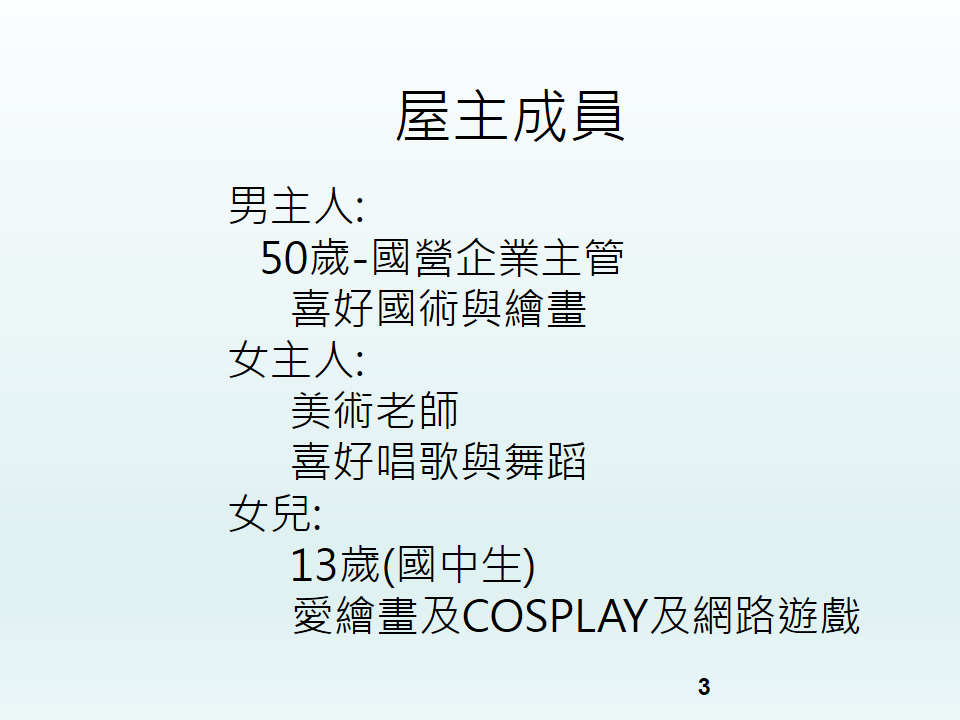 屋主成員
男主人:
50歲-國營企業主管
喜好國術與繪畫
女主人:
美術老師
喜好唱歌與舞蹈
女兒:
13歲(國中生)
愛繪畫及COSPLAY及網路遊戲
3